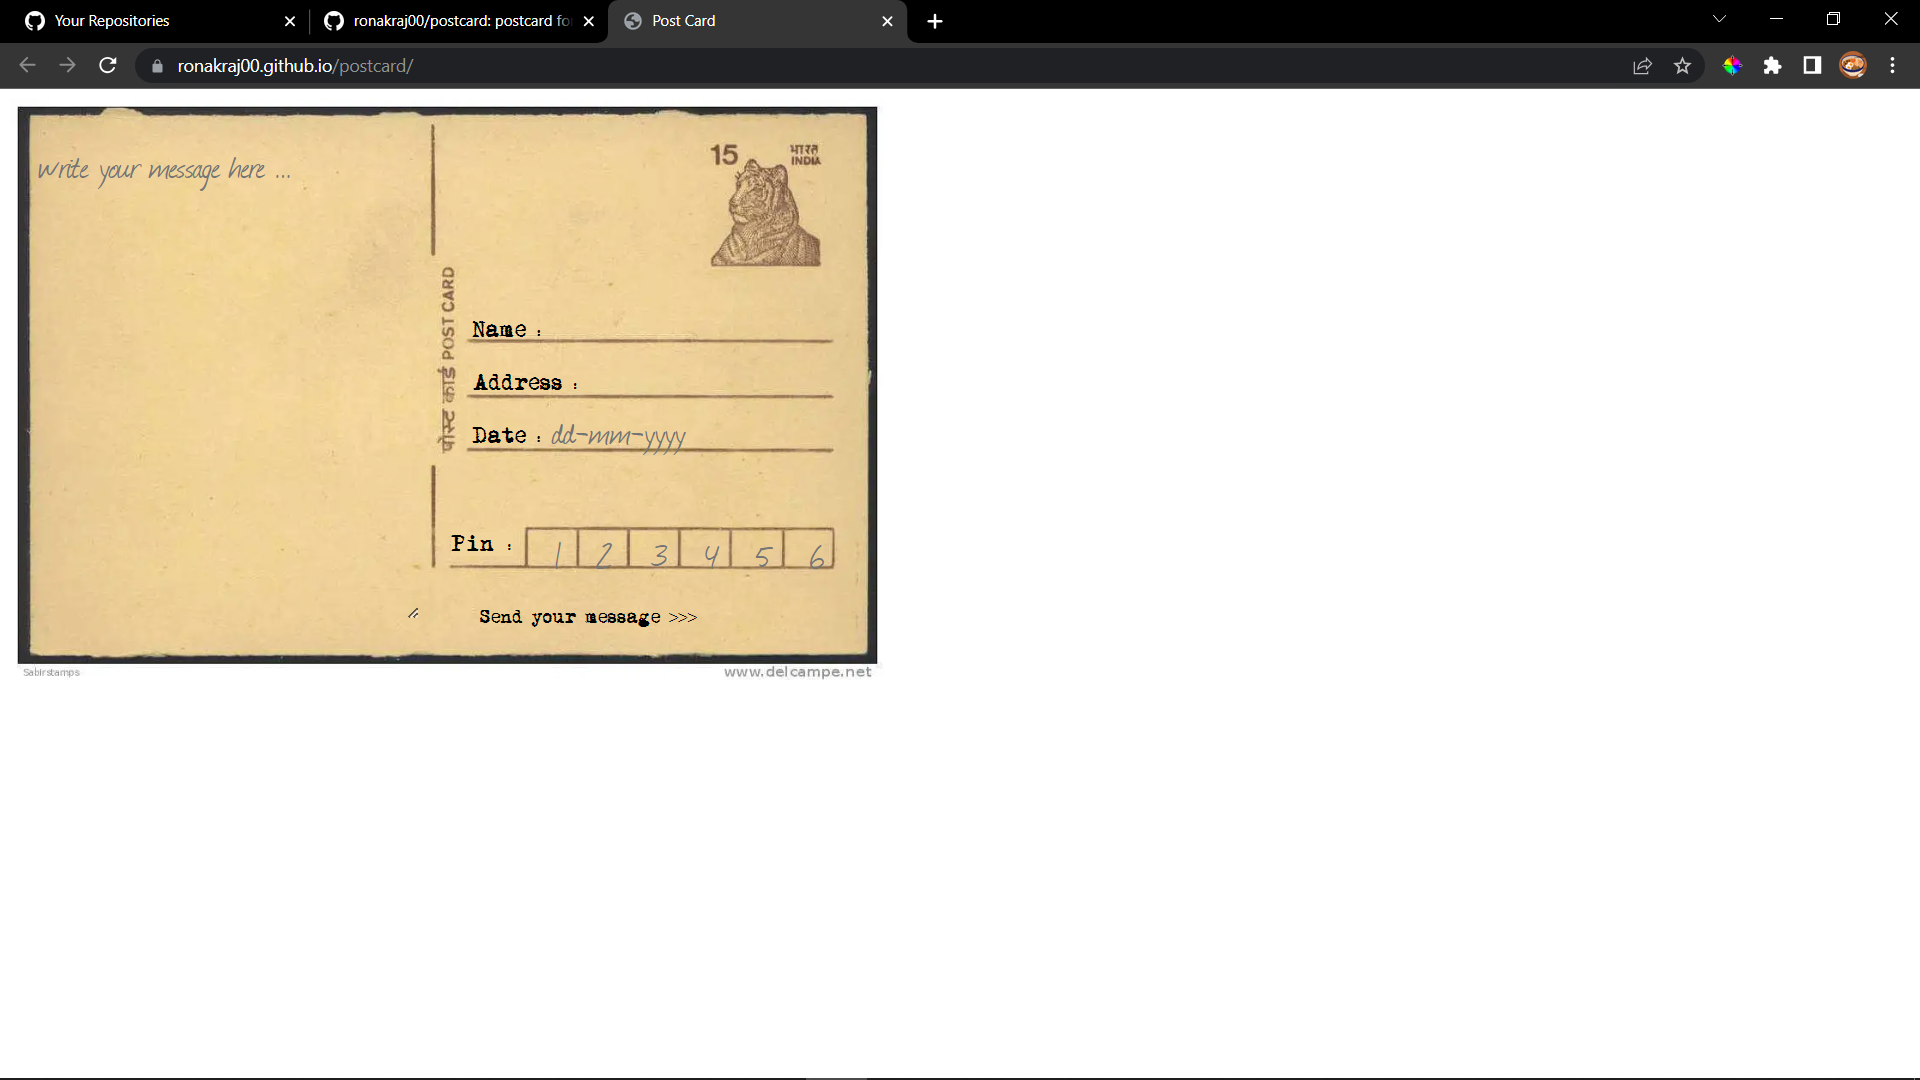 Your Repositories
ronakraj00/postcard: postcard fo
Post Card
ronakraj00.github.io/postcard/
write your message here ...
15
भारत
INDIA
पोस्ट कार्ड POST CARD
Name :
Address :
Date : dd-mm-yyyy
Pin : 1 2 3 4 5 6
Send your message >>>
Sabirstamps
www.delcampe.net